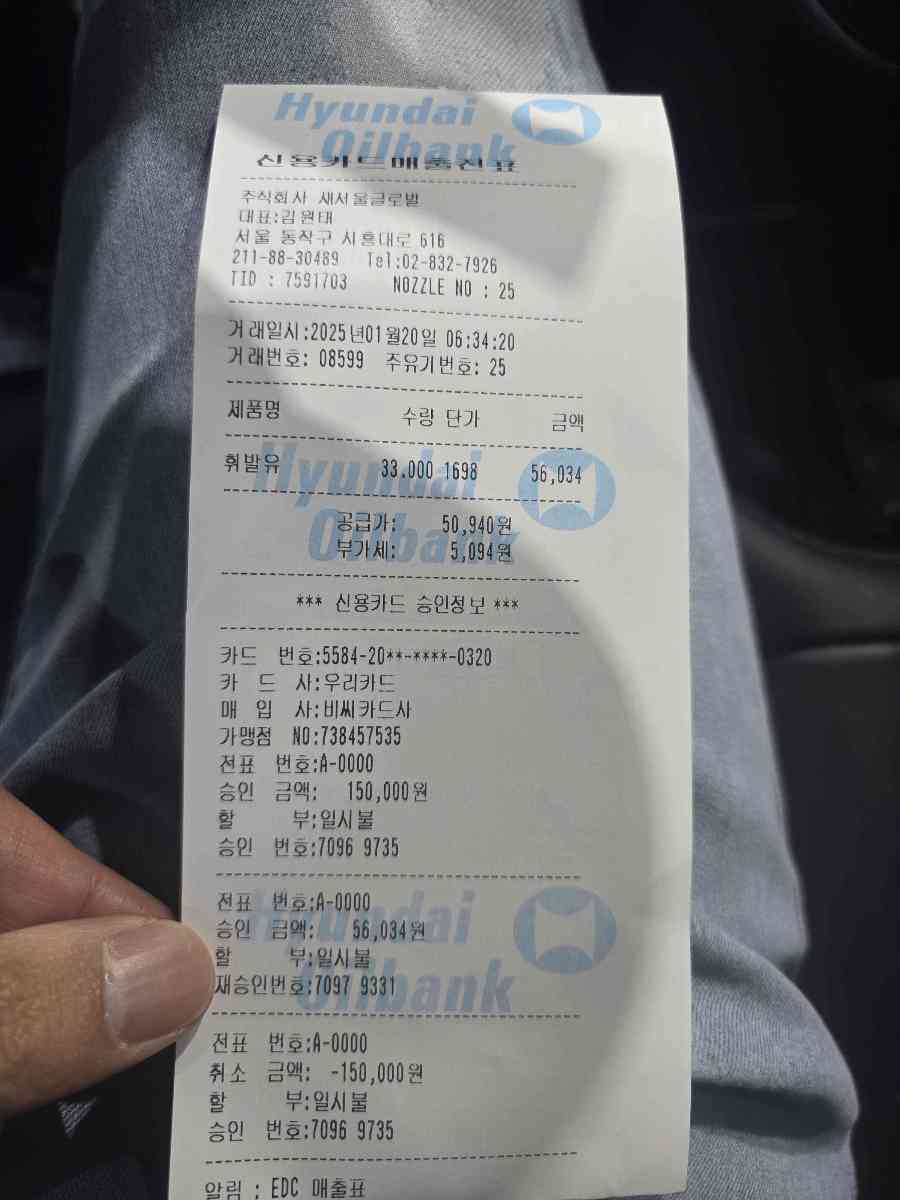 Hyundai
Oilbank
신용카드매출전표
주식회사 새서울글로벌
대표:김원태
서울 동작구 시흥대로 616
211-88-30489 Tel:02-832-7926
TID : 7591703 NOZZLE NO : 25
거래일시:2025년01월20일 06:34:20
거래번호: 08599 주유기번호: 25
제품명 수량 단가 금액
휘발유 33.000 1698 56,034
Hyundai
Oilbank
공급가: 50,940원
부가세: 5,094원
*** 신용카드 승인정보 ***
카드 번호:5584-20**-****-0320
카 드 사:우리카드
매 입 사:비씨카드사
가맹점 NO:738457535
전표 번호:A-0000
승인 금액: 150,000원
할 부:일시불
승인 번호:7096 9735
Hyundai
Oilbank
전표 번호:A-0000
승인 금액: 56,034원
할 부:일시불
재승인번호:7097 9331
전표 번호:A-0000
취소 금액: -150,000원
할 부:일시불
승인 번호:7096 9735
알림 : EDC 매출표